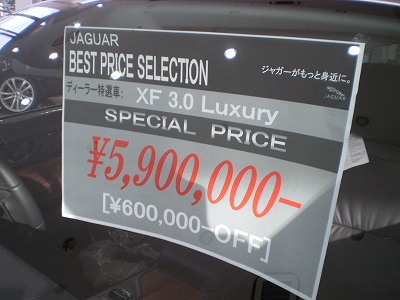 JAGUAR
BEST PRICE SELECTION
ジャガーがもっと身近に。
JAGUAR
ディーラー特選車: XF 3.0 Luxury
SPECIAL PRICE
¥5,900,000-
[¥600,000-OFF]